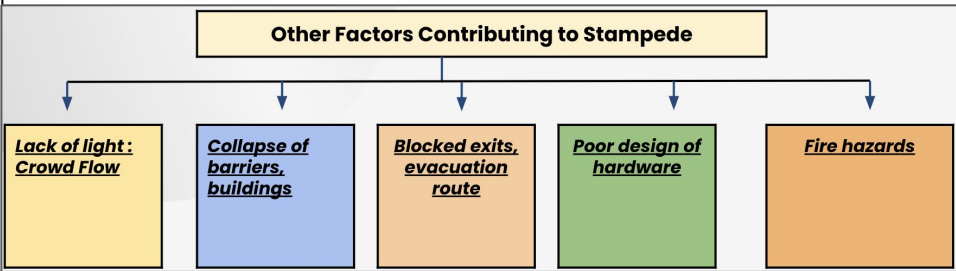 Other Factors Contributing to Stampede
Lack of light :
Crowd Flow
Collapse of
barriers,
buildings
Blocked exits,
evacuation
route
Poor design of
hardware
Fire hazards